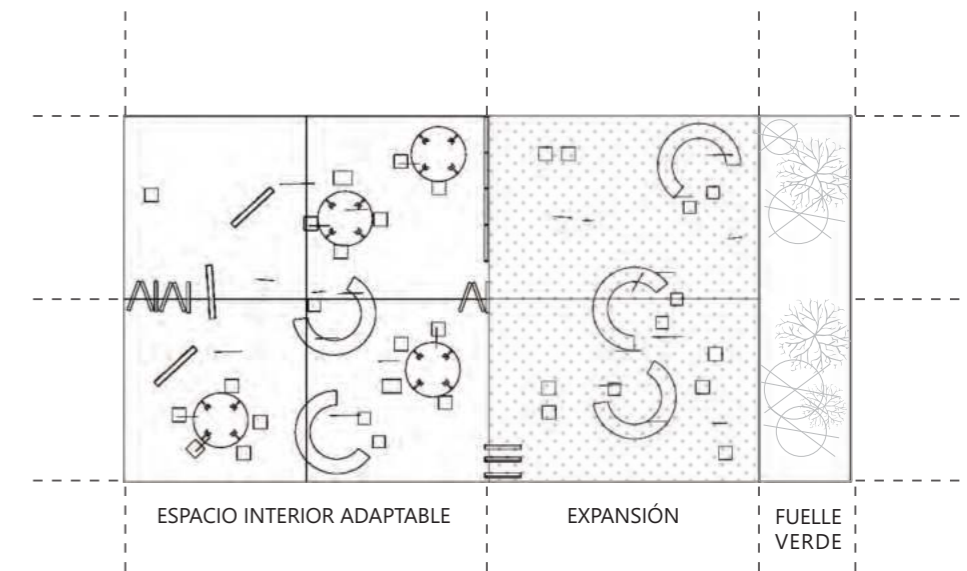 ESPACIO INTERIOR ADAPTABLE
EXPANSIÓN
FUELLE
VERDE